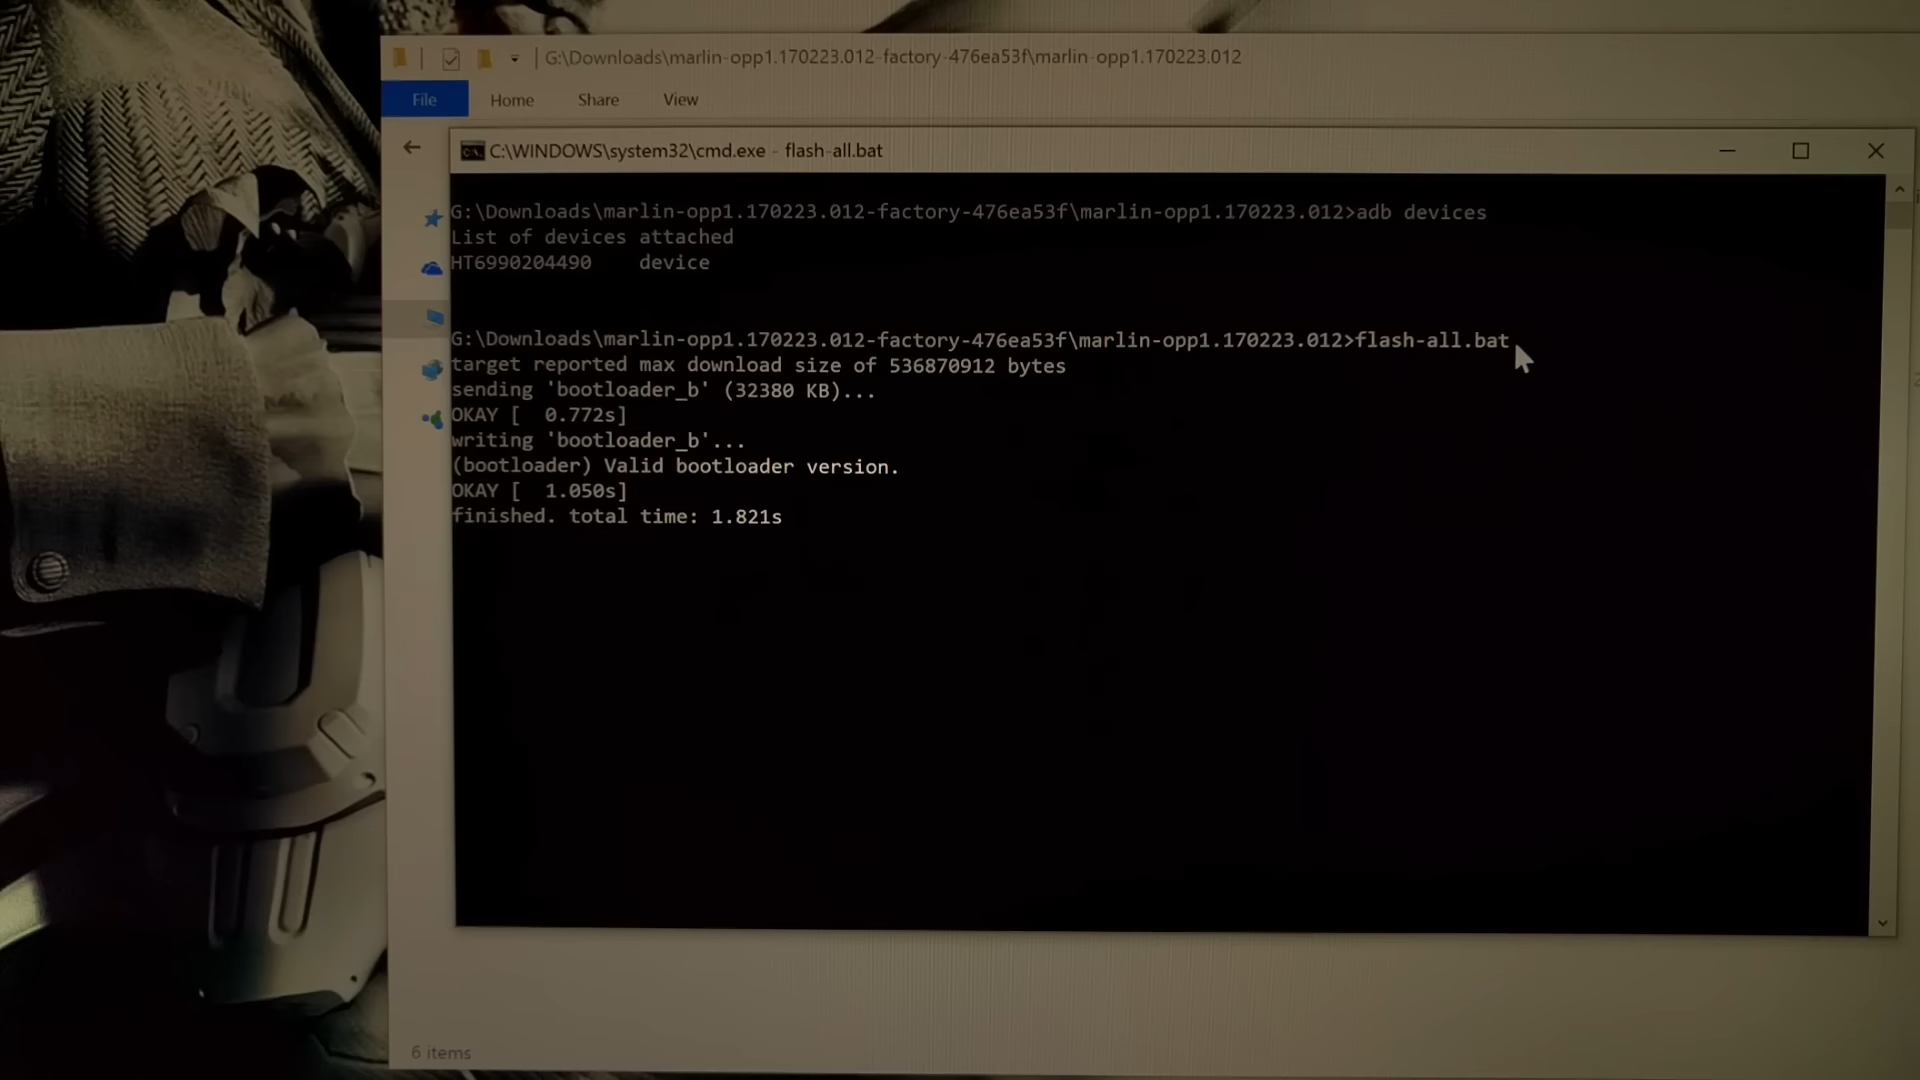 G:\Downloads\marlin-opp1.170223.012-factory-476ea53f\marlin-opp1.170223.012
File Home Share View
C:\WINDOWS\system32\cmd.exe - flash-all.bat
G:\Downloads\marlin-opp1.170223.012-factory-476ea53f\marlin-opp1.170223.012>adb devices
List of devices attached
HT6990204490 device
G:\Downloads\marlin-opp1.170223.012-factory-476ea53f\marlin-opp1.170223.012>flash-all.bat
target reported max download size of 536870912 bytes
sending 'bootloader_b' (32380 KB)...
OKAY [ 0.772s]
writing 'bootloader_b'...
(bootloader) Valid bootloader version.
OKAY [ 1.050s]
finished. total time: 1.821s
6 items